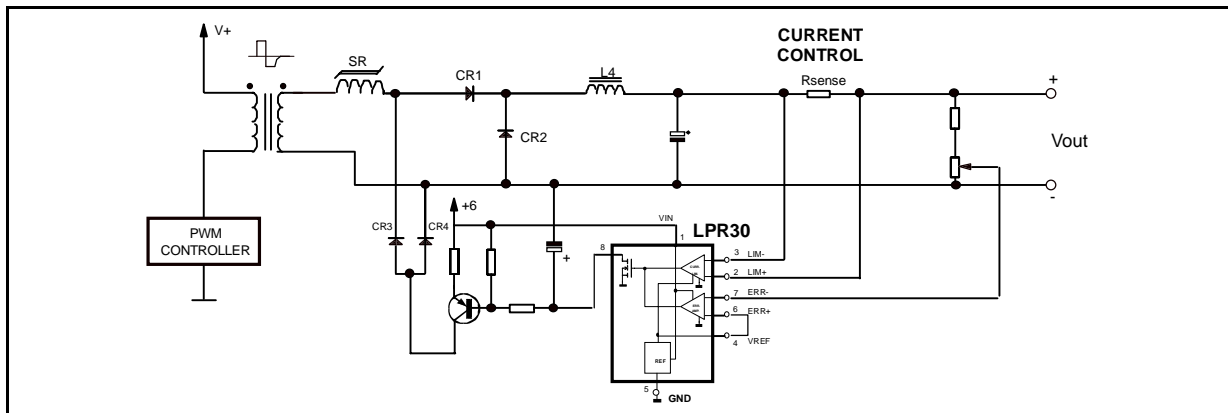 V+
SR
CR1
L4
CURRENT
CONTROL
Rsense
+
CR2
Vout
-
+6
VIN
LPR30
CR3
CR4
PWM
CONTROLLER
+
8
1
3
LIM-
2
LIM+
7
ERR-
6
ERR+
4
VREF
REF
5
GND